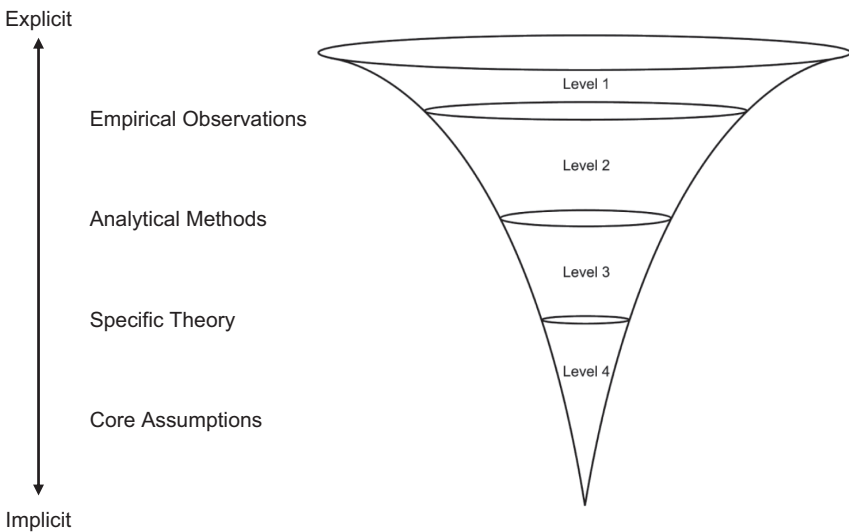 Explicit
Level 1
Empirical Observations
Level 2
Analytical Methods
Level 3
Specific Theory
Level 4
Core Assumptions
Implicit